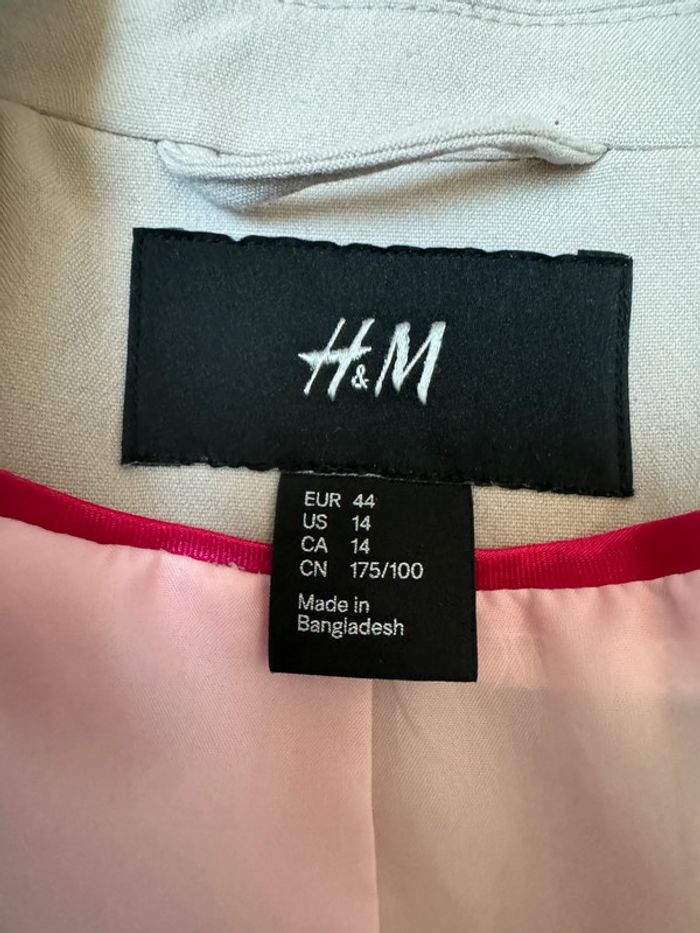 H&M
EUR 44
US 14
CA 14
CN 175/100
Made in
Bangladesh